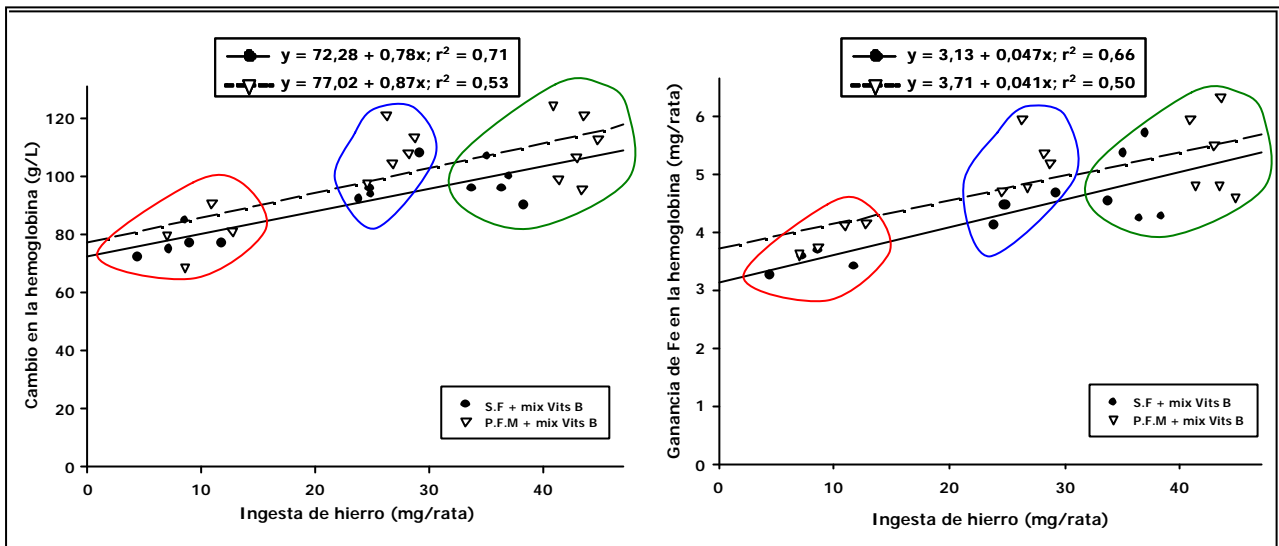 y = 72,28 + 0,78x; r² = 0,71
y = 77,02 + 0,87x; r² = 0,53
Cambio en la hemoglobina (g/L)
120
100
80
60
40
20
0
0 10 20 30 40
Ingesta de hierro (mg/rata)
S.F + mix Vits B
P.F.M + mix Vits B
y = 3,13 + 0,047x; r² = 0,66
y = 3,71 + 0,041x; r² = 0,50
Ganancia de Fe en la hemoglobina (mg/rata)
6
5
4
3
2
1
0
0 10 20 30 40
Ingesta de hierro (mg/rata)
S.F + mix Vits B
P.F.M + mix Vits B